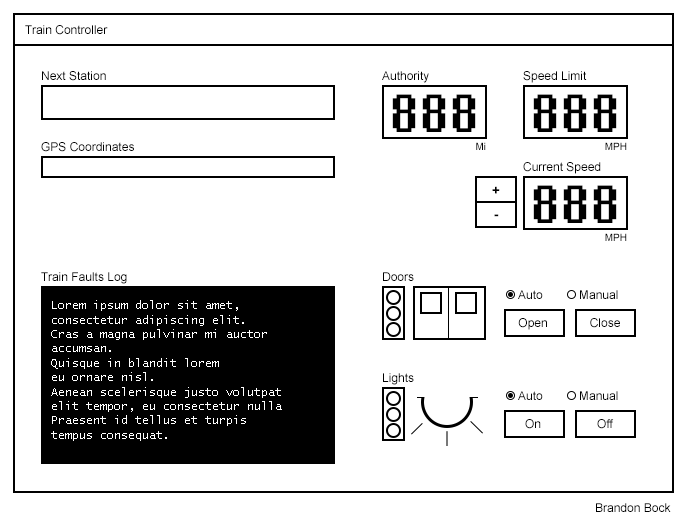 Train Controller
Next Station
Authority
Speed Limit
888
888
Mi
MPH
GPS Coordinates
Current Speed
+
-
888
MPH
Train Faults Log
Lorem ipsum dolor sit amet,
consectetur adipiscing elit.
Cras a magna pulvinar mi auctor
accumsan.
Quisque in blandit lorem
eu ornare nisl.
Aenean scelerisque justo volutpat
elit tempor, eu consectetur nulla
Praesent id tellus et turpis
tempus consequat.
Doors
Auto
Manual
Open
Close
Lights
Auto
Manual
On
Off
Brandon Bock